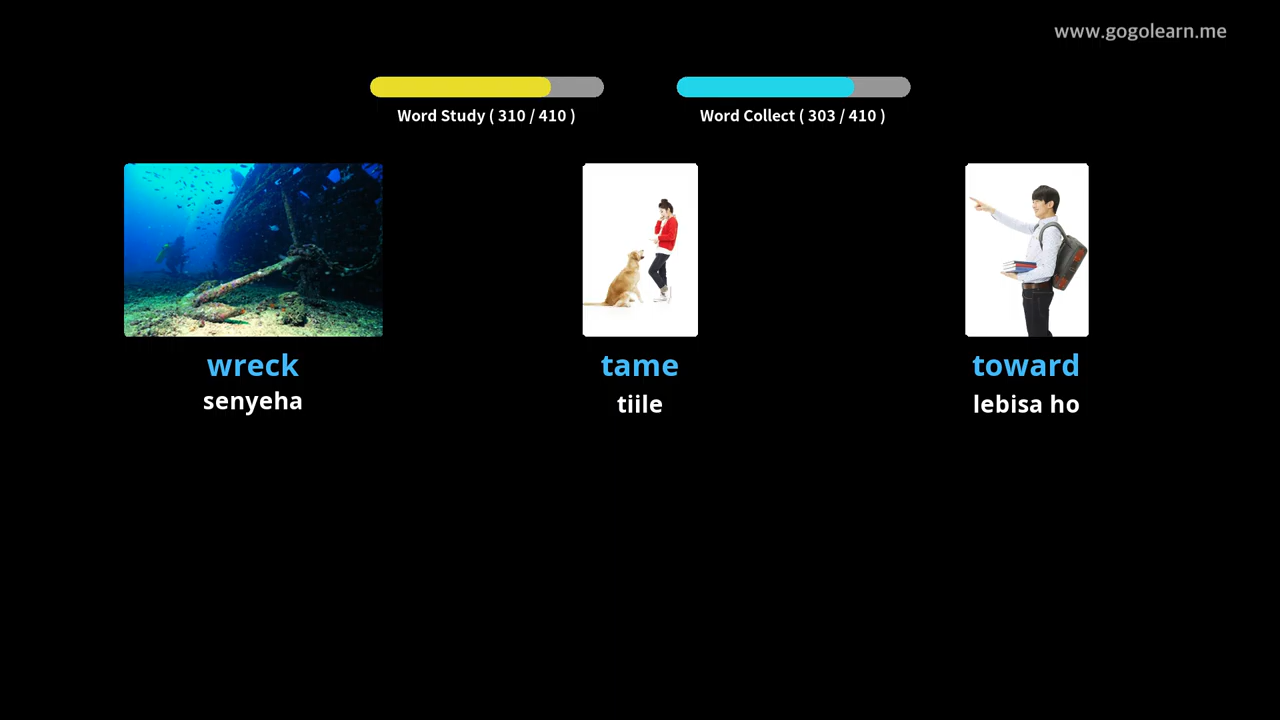 www.gogolearn.me
Word Study ( 310 / 410 )
Word Collect ( 303 / 410 )
wreck
senyeha
tame
tiile
toward
lebisa ho